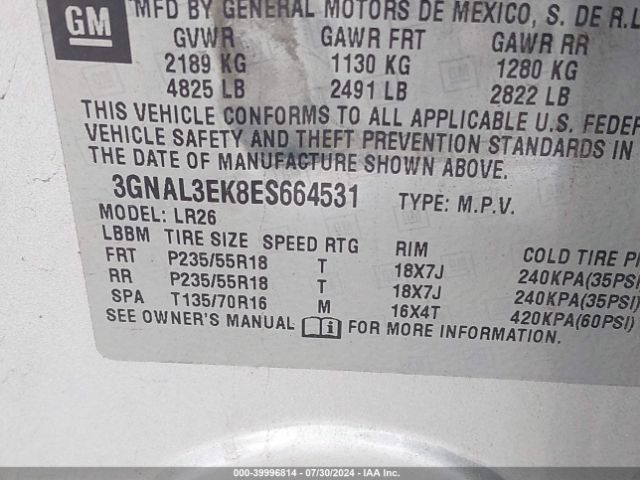 GM
MFD BY GENERAL MOTORS DE MEXICO, S. DE R.L
GVWR GAWR FRT GAWR RR
2189 KG 1130 KG 1280 KG
4825 LB 2491 LB 2822 LB
THIS VEHICLE CONFORMS TO ALL APPLICABLE U.S. FEDER
VEHICLE SAFETY AND THEFT PREVENTION STANDARDS IN
THE DATE OF MANUFACTURE SHOWN ABOVE.
3GNAL3EK8ES664531 TYPE: M.P.V.
MODEL: LR26
LBBM TIRE SIZE SPEED RTG RIM COLD TIRE P
FRT P235/55R18 T 18X7J 240KPA(35PSI
RR P235/55R18 T 18X7J 240KPA(35PSI)
SPA T135/70R16 M 16X4T 420KPA(60PSI)
SEE OWNER'S MANUAL i FOR MORE INFORMATION.
000-39996814 / 07/30/2024 - IAA Inc.